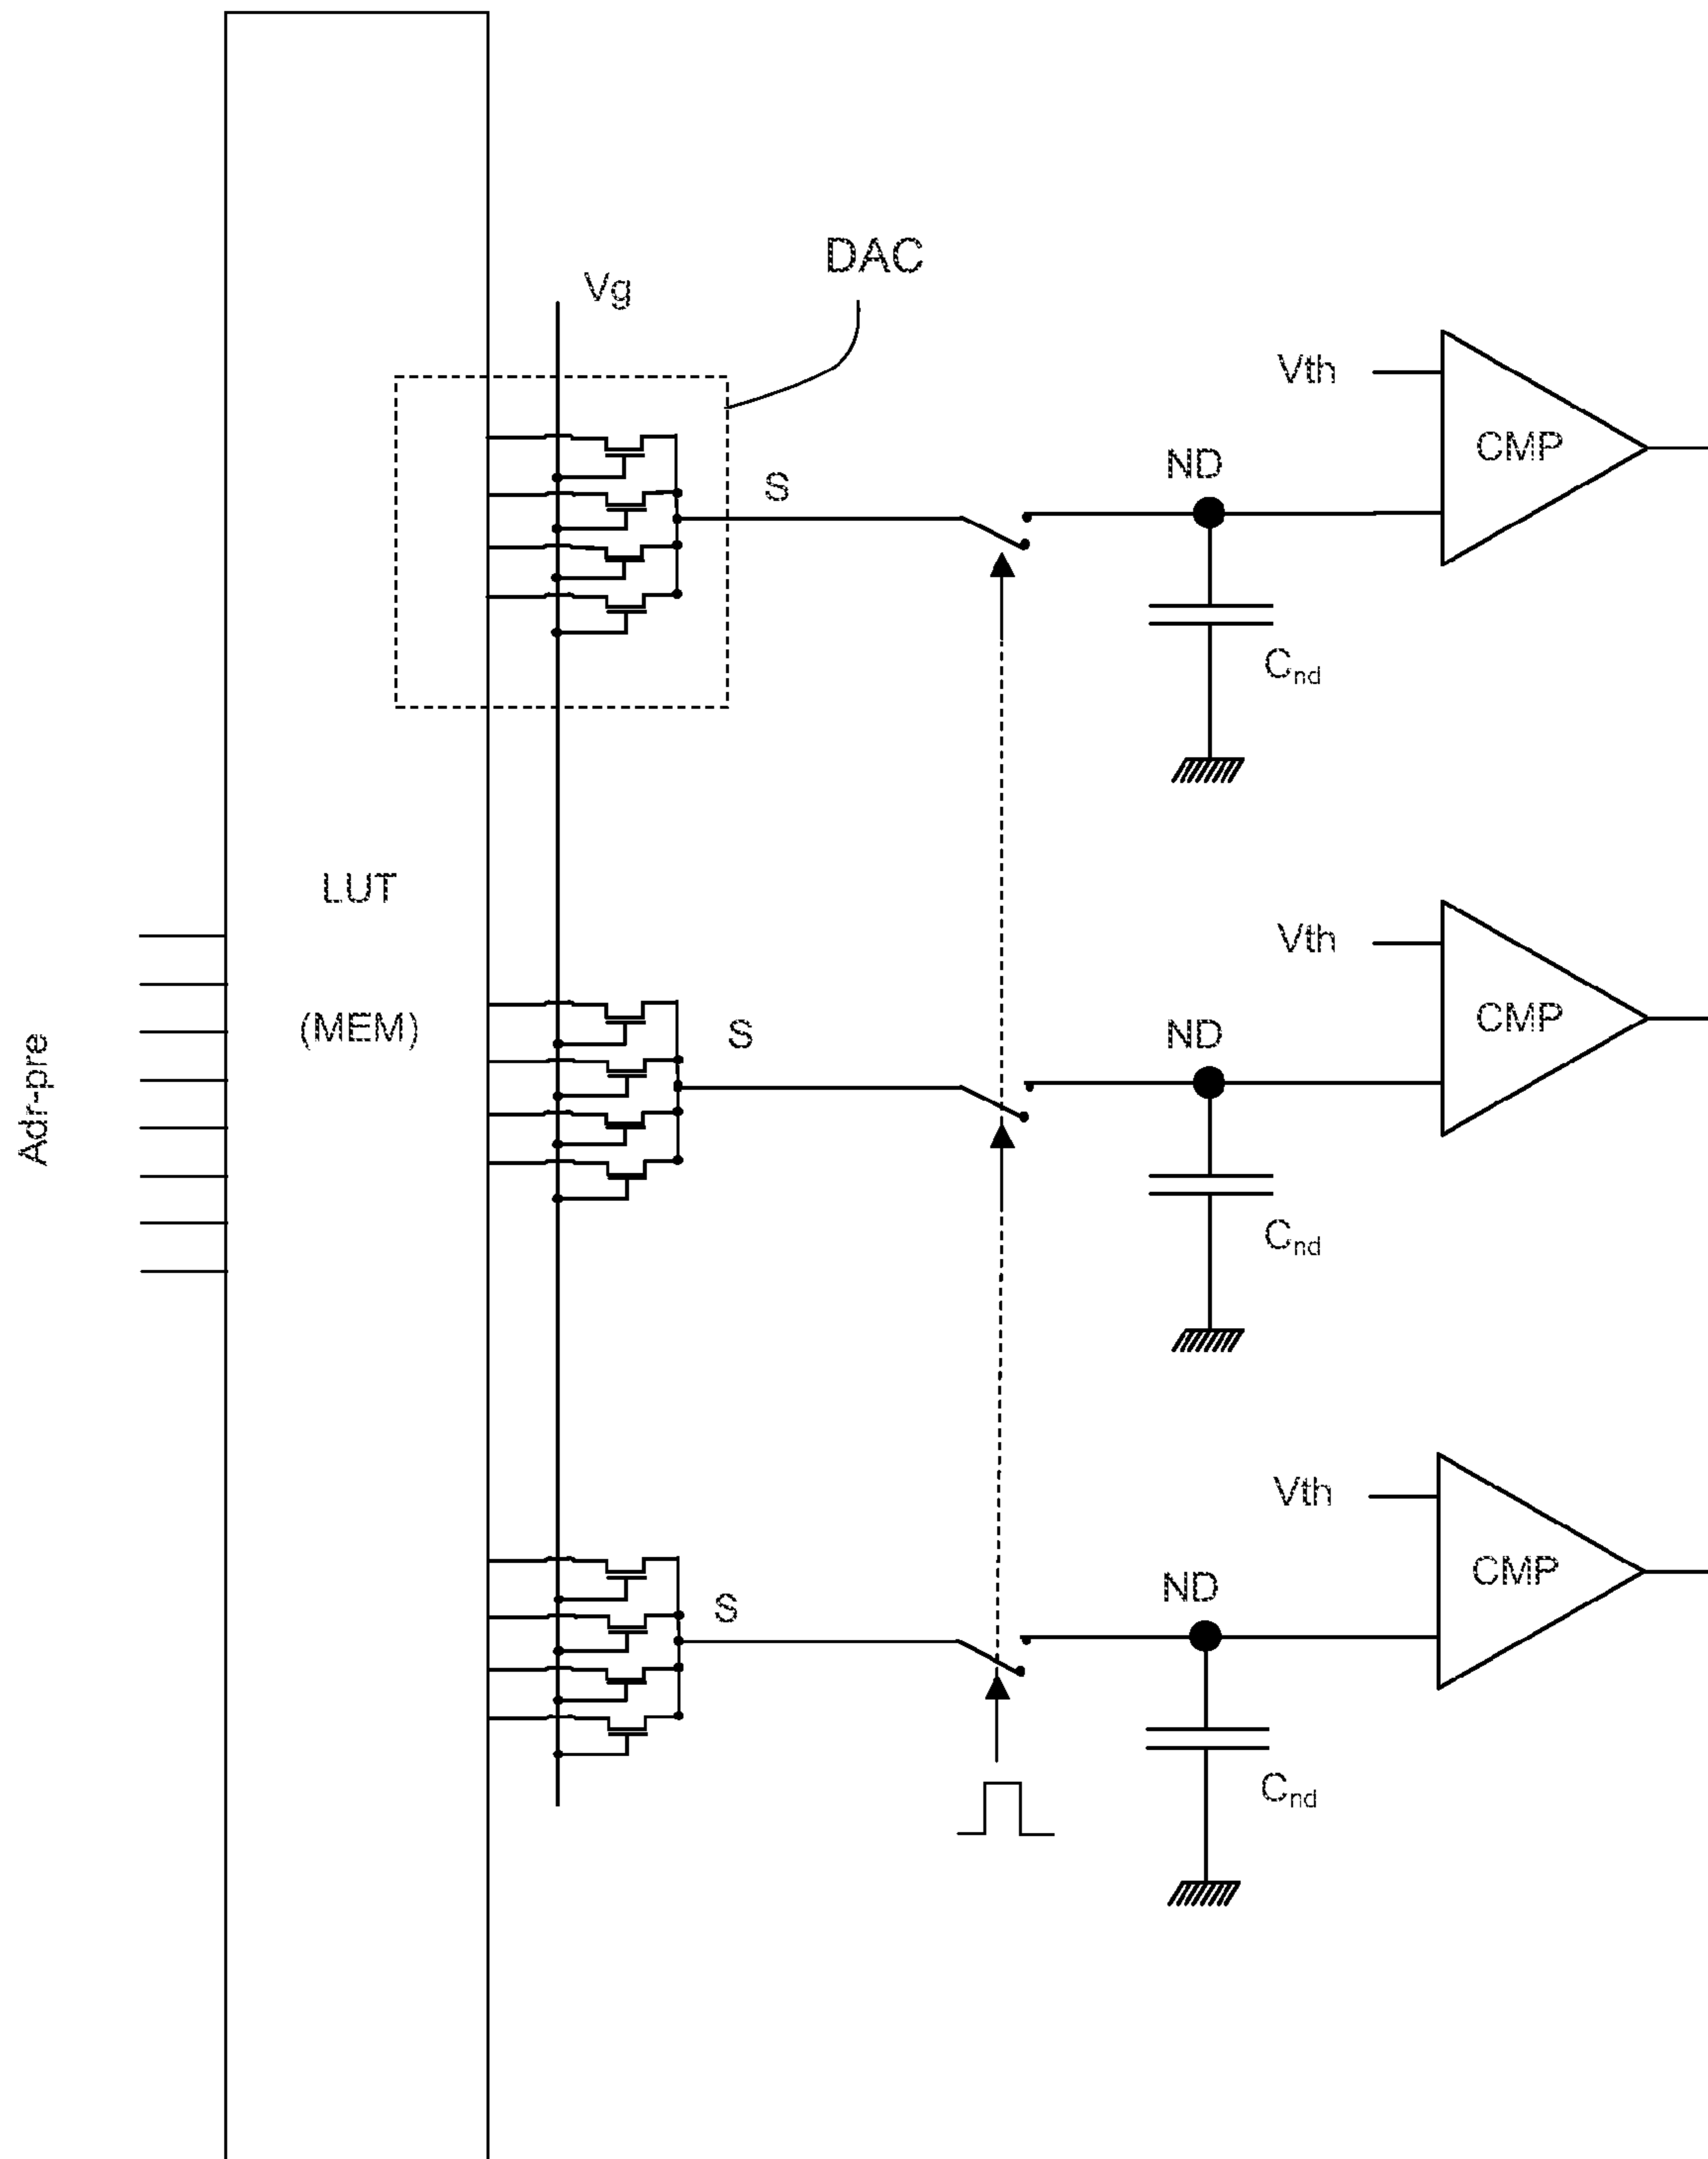 DAC
Vg
Vth
CMP
ND
S
Cnd
LUT
(MEM)
Adr-pre
Vth
CMP
ND
S
Cnd
Vth
CMP
ND
S
Cnd